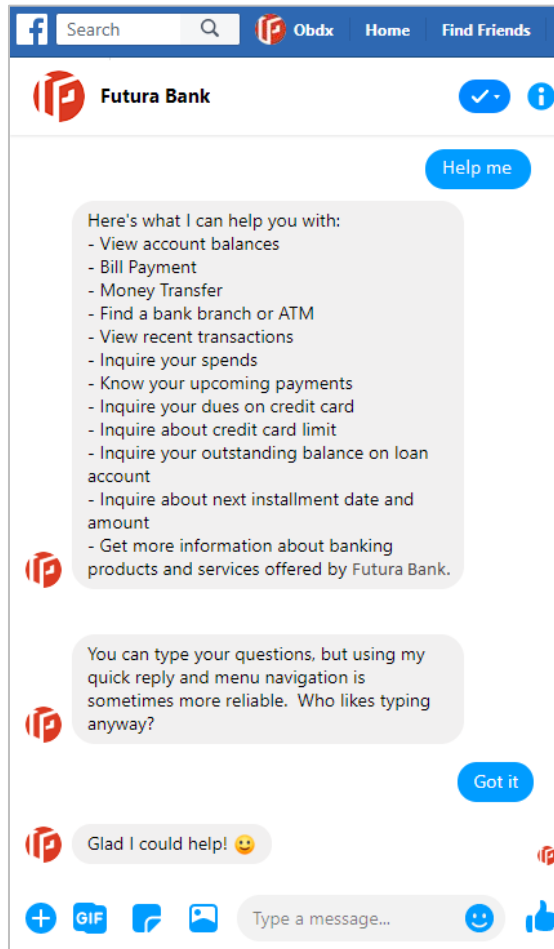 Search
Obdx
Home
Find Friends
Futura Bank
Help me
Here's what I can help you with:
- View account balances
- Bill Payment
- Money Transfer
- Find a bank branch or ATM
- View recent transactions
- Inquire your spends
- Know your upcoming payments
- Inquire your dues on credit card
- Inquire about credit card limit
- Inquire your outstanding balance on loan
account
- Inquire about next installment date and
amount
- Get more information about banking
products and services offered by Futura Bank.
You can type your questions, but using my
quick reply and menu navigation is
sometimes more reliable.  Who likes typing
anyway?
Got it
Glad I could help! 🙂
GIF
Type a message...